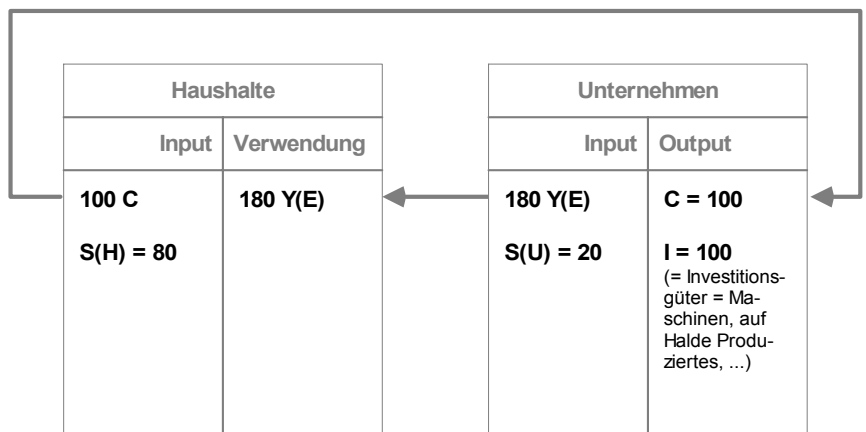 Haushalte
Input Verwendung
100 C 180 Y(E)
S(H) = 80
Unternehmen
Input Output
180 Y(E) C = 100
S(U) = 20 I = 100
(= Investitions-
güter = Ma-
schinen, auf
Halde Produ-
ziertes, ...)